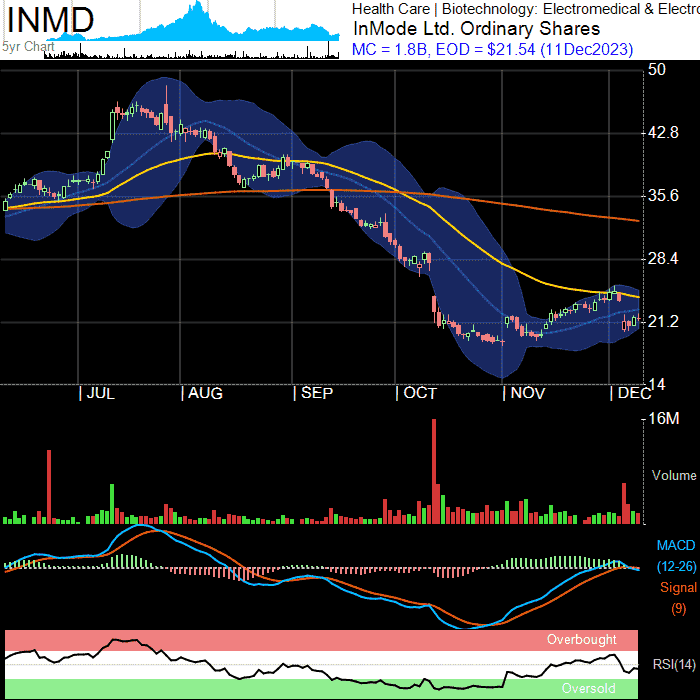 INMD
5yr Chart
Health Care | Biotechnology: Electromedical & Electro
InMode Ltd. Ordinary Shares
MC = 1.8B, EOD = $21.54 (11Dec2023)
50
42.8
35.6
28.4
21.2
14
JUL AUG SEP OCT NOV DEC
16M
Volume
MACD
(12-26)
Signal
(9)
Overbought
RSI(14)
Oversold